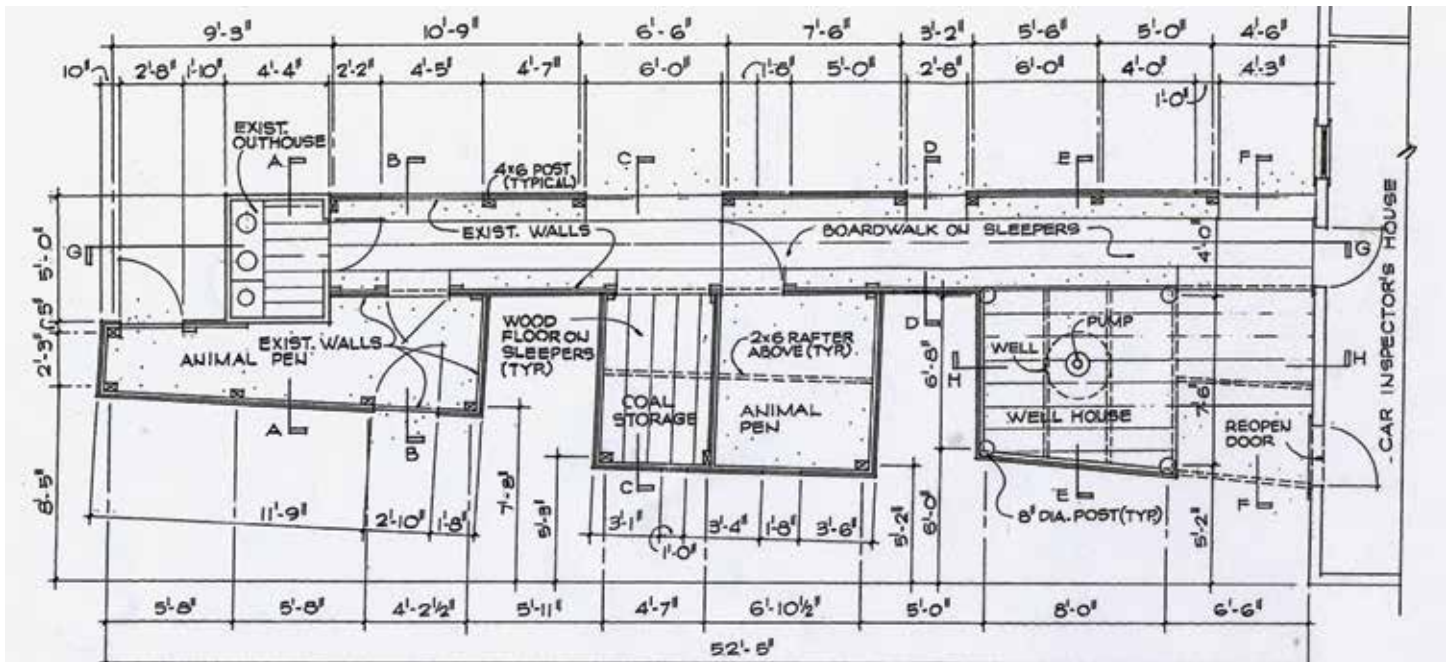 9'-3" 10'-9" 6'-6" 7'-6" 3'-2" 5'-6" 5'-0" 4'-6"
10" 2'-8" 1'-10" 4'-4" 2'-2" 4'-5" 4'-7" 6'-0" 1'-8" 5'-0" 2'-8" 6'-0" 4'-0" 4'-3"
1'-0"
EXIST.
OUTHOUSE
A B C D E F
4x6 POST
(TYPICAL)
EXIST. WALLS
BOARDWALK ON SLEEPERS
4'-0"
G G
5'-0"
5"
2'-3"
8'-5"
CAR INSPECTOR'S HOUSE
ANIMAL PEN
EXIST. WALLS
WOOD
FLOOR ON
SLEEPERS
(TYP.)
COAL
STORAGE
2x6 RAFTER
ABOVE (TYP.)
ANIMAL
PEN
D
6'-8"
H H
WELL
PUMP
WELL HOUSE
7'-6"
REOPEN
DOOR
A B C E F
8" DIA. POST (TYP.)
11'-9" 2'-10" 1'-8"
7'-8"
5'-3"
3'-1" 1'-0" 3'-4" 1'-8" 3'-6"
5'-2"
6'-0"
5'-2"
5'-8" 5'-8" 4'-2½" 5'-11" 4'-7" 6'-10½" 5'-0" 8'-0" 6'-6"
52'-5"